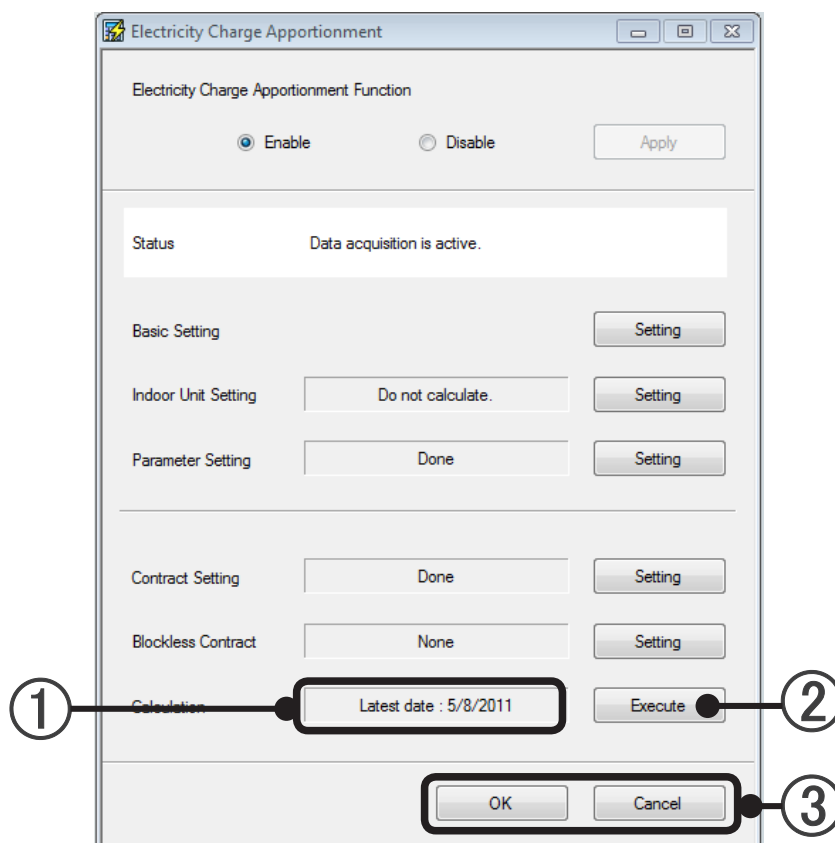 Electricity Charge Apportionment
Electricity Charge Apportionment Function
Enable Disable Apply
Status Data acquisition is active.
Basic Setting Setting
Indoor Unit Setting Do not calculate. Setting
Parameter Setting Done Setting
Contract Setting Done Setting
Blockless Contract None Setting
① Calculation Latest date : 5/8/2011 Execute ②
OK Cancel ③